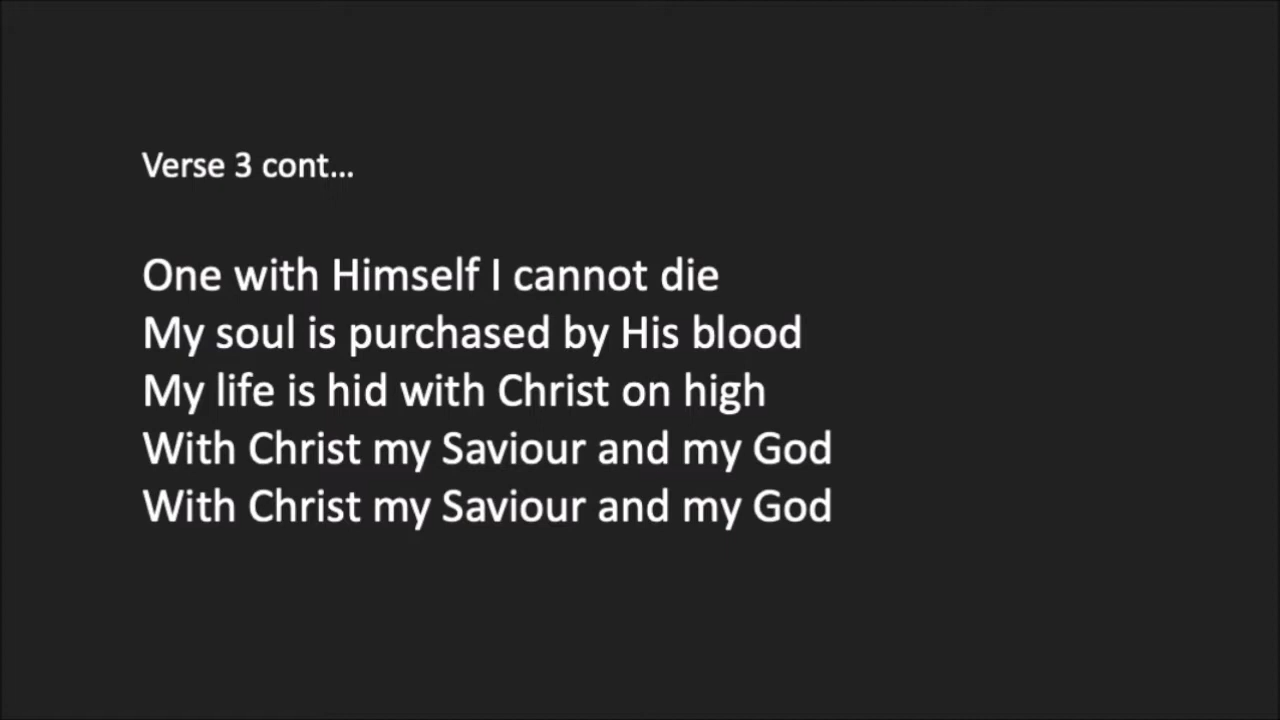 Verse 3 cont...
One with Himself I cannot die
My soul is purchased by His blood
My life is hid with Christ on high
With Christ my Saviour and my God
With Christ my Saviour and my God